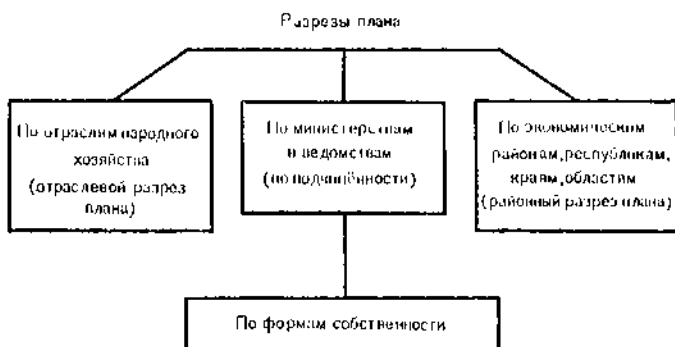 Разрезы плана
По отраслям народного
хозяйства
(отраслевой разрез
плана)
По министерствам
и ведомствам
(по подчинённости)
По экономическим
районам, республикам,
краям, областям
(районный разрез плана)
По формам собственности